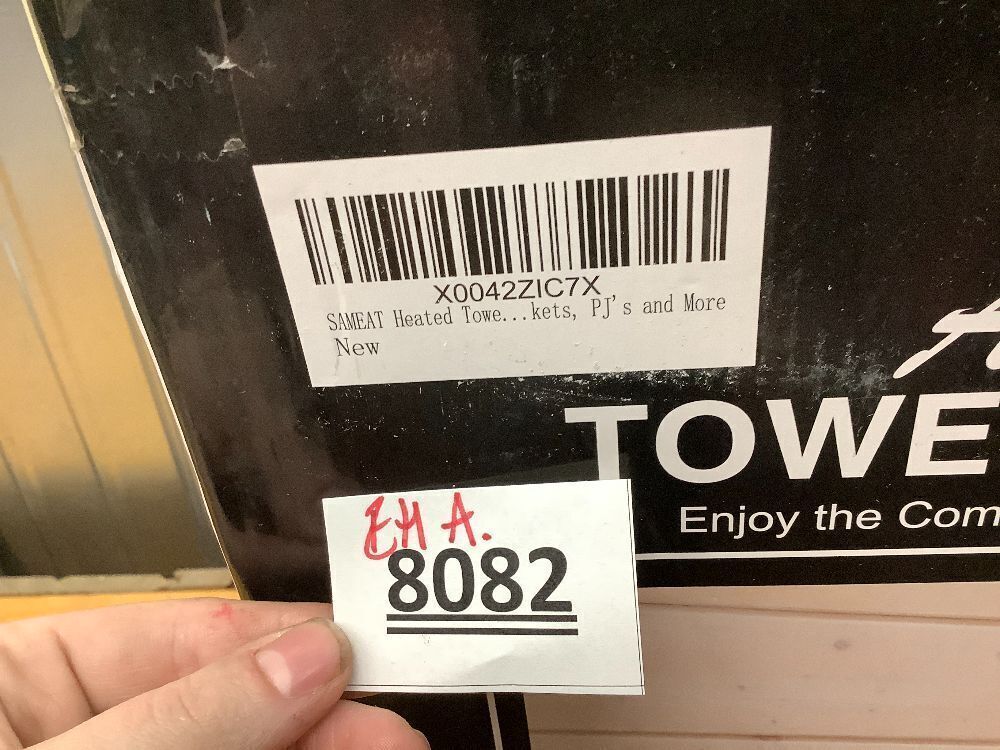 X0042ZIC7X
SAMEAT Heated Towe...kets, PJ's and More
New
TOWE
Enjoy the Com
EH A.
8082